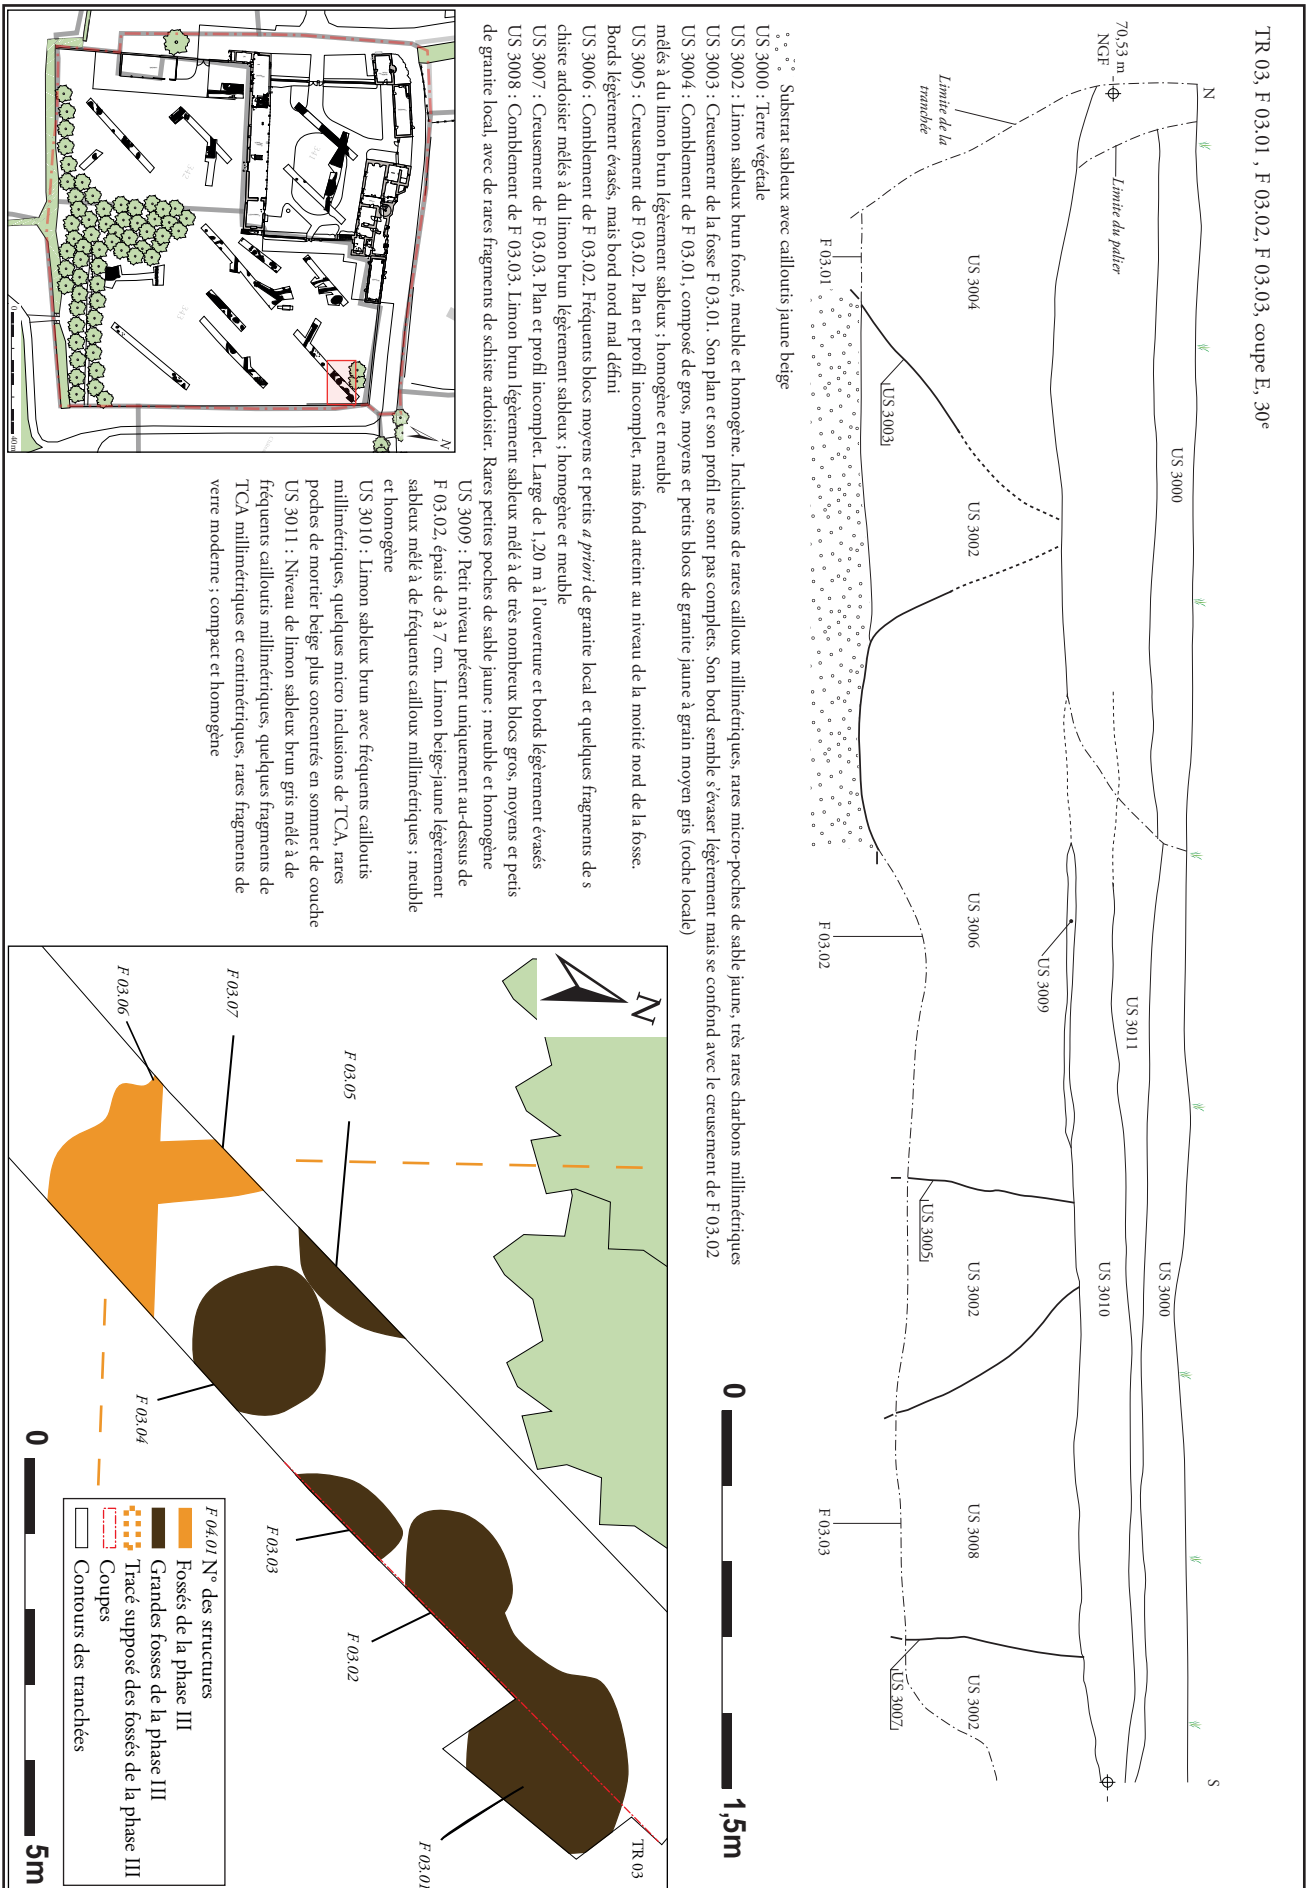 TR 03, F 03.01 , F 03.02, F 03.03, coupe E, 30°
N
S
70,53 m
NGF
Limite de la
tranchée
Limite du palier
US 3000
US 3000
US 3004
US 3002
US 3003
F 03.01
US 3006
US 3009
US 3011
F 03.02
US 3005
US 3002
US 3010
US 3008
F 03.03
US 3007
US 3002
0
1,5m
Substrat sableux avec cailloutis jaune beige
US 3000 : Terre végétale
US 3002 : Limon sableux brun foncé, meuble et homogène. Inclusions de rares cailloux millimétriques, rares micro-poches de sable jaune, très rares charbons millimétriques
US 3003 : Creusement de la fosse F 03.01. Son plan et son profil ne sont pas complets. Son bord semble s'évaser légèrement mais se confond avec le creusement de F 03.02
US 3004 : Comblement de F 03.01, composé de gros, moyens et petits blocs de granite jaune à grain moyen gris (roche locale)
mêlés à du limon brun légèrement sableux ; homogène et meuble
US 3005 : Creusement de F 03.02. Plan et profil incomplet, mais fond atteint au niveau de la moitié nord de la fosse.
Bords légèrement évasés, mais bord nord mal défini
US 3006 : Comblement de F 03.02. Fréquents blocs moyens et petits a priori de granite local et quelques fragments de s
chiste ardoisier mêlés à du limon brun légèrement sableux ; homogène et meuble
US 3007 : Creusement de F 03.03. Plan et profil incomplet. Large de 1,20 m à l'ouverture et bords légèrement évasés
US 3008 : Comblement de F 03.03. Limon brun légèrement sableux mêlé à de très nombreux blocs gros, moyens et petis
de granite local, avec de rares fragments de schiste ardoisier. Rares petites poches de sable jaune ; meuble et homogène
US 3009 : Petit niveau présent uniquement au-dessus de
F 03.02, épais de 3 à 7 cm. Limon beige-jaune légèrement
sableux mêlé à de fréquents cailloux millimétriques ; meuble
et homogène
US 3010 : Limon sableux brun avec fréquents cailloutis
millimétriques, quelques micro inclusions de TCA, rares
poches de mortier beige plus concentrés en sommet de couche
US 3011 : Niveau de limon sableux brun gris mêlé à de
fréquents cailloutis millimétriques, quelques fragments de
TCA millimétriques et centimétriques, rares fragments de
verre moderne ; compact et homogène
N
0
40m
341
342
343
N
F 03.07
F 03.06
F 03.05
F 03.04
F 03.03
F 03.02
F 03.01
TR 03
F 04.01 N° des structures
Fossés de la phase III
Grandes fosses de la phase III
Tracé supposé des fossés de la phase III
Coupes
Contours des tranchées
0
5m